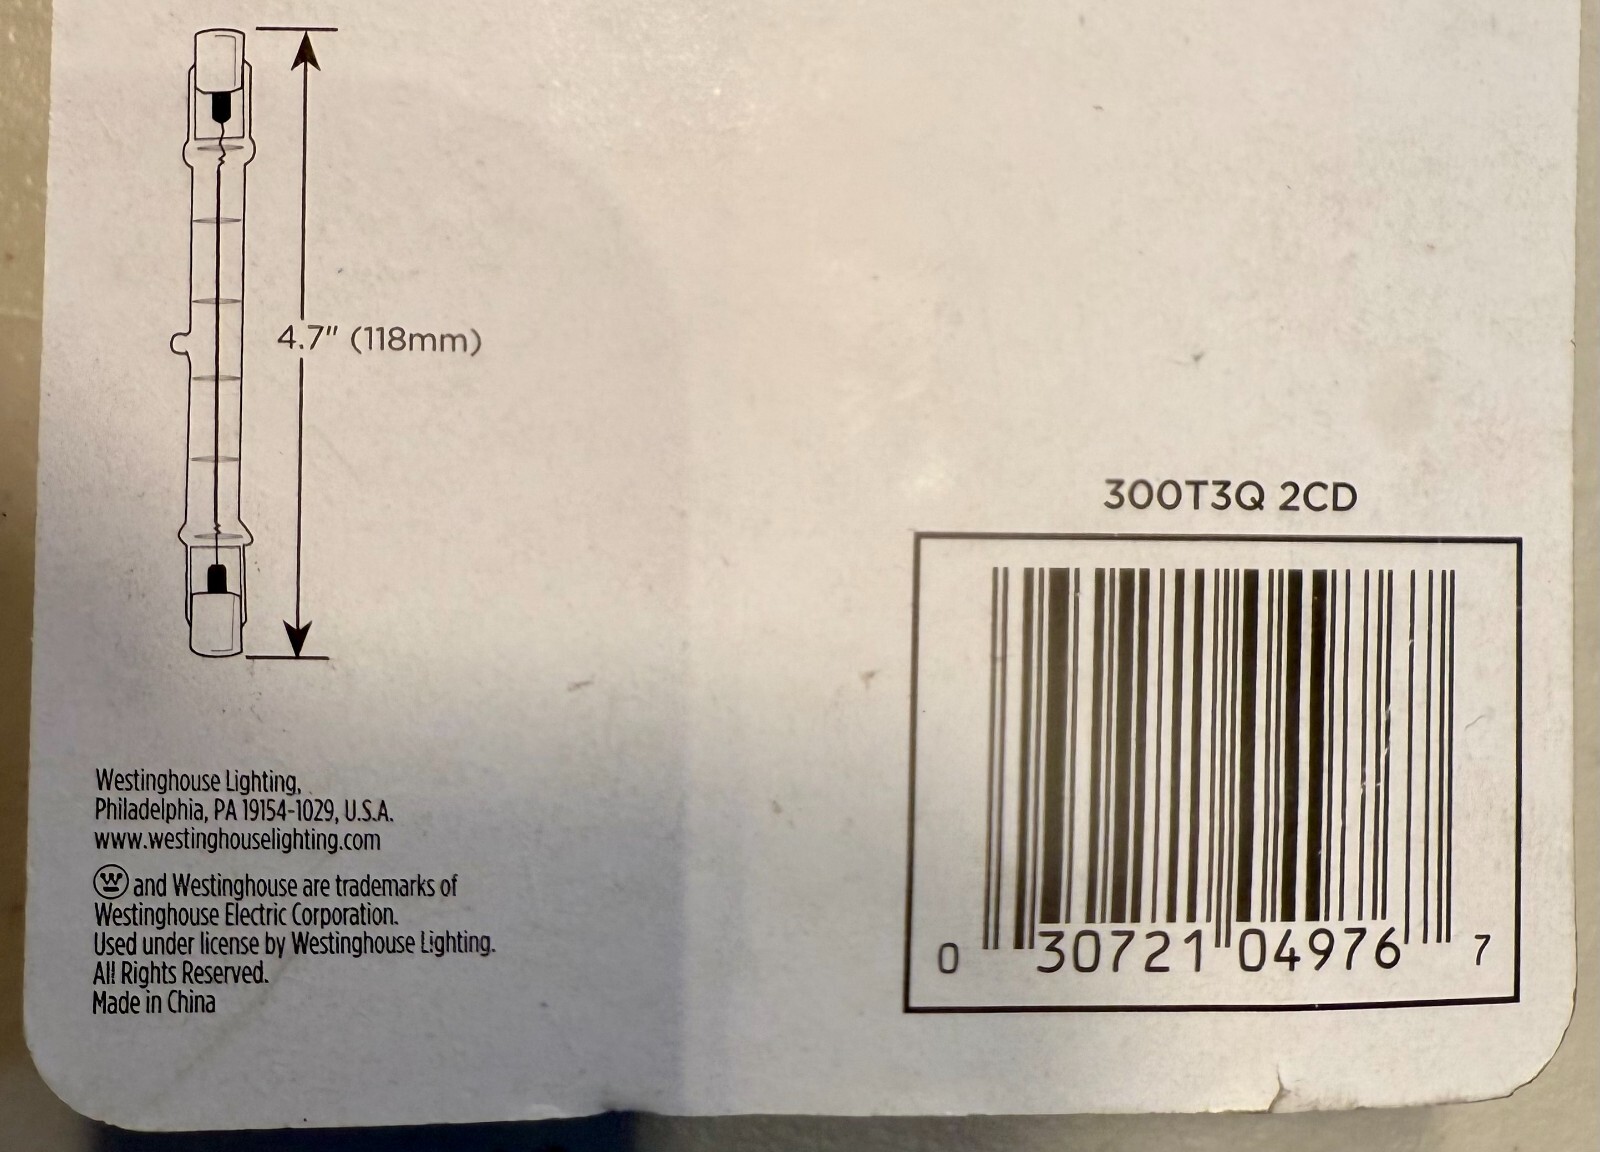 4.7" (118mm)
300T3Q 2CD
0 30721 04976 7
Westinghouse Lighting,
Philadelphia, PA 19154-1029, U.S.A.
www.westinghouselighting.com
W and Westinghouse are trademarks of
Westinghouse Electric Corporation.
Used under license by Westinghouse Lighting.
All Rights Reserved.
Made in China